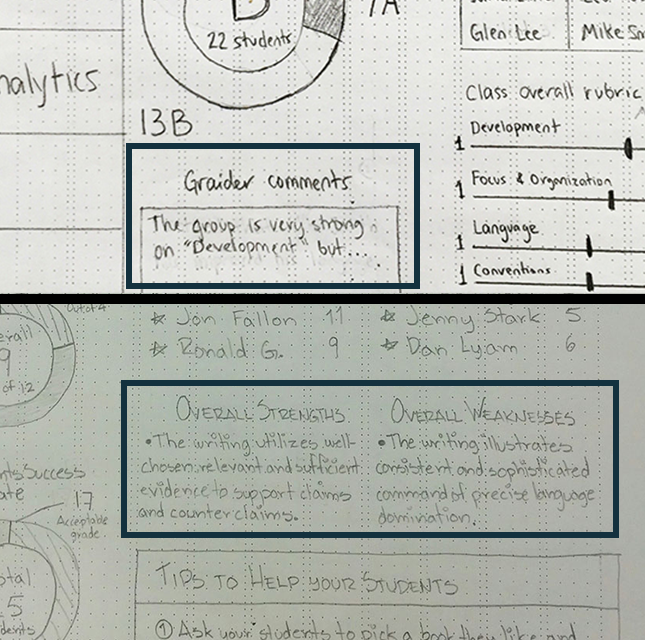 22 students
nalytics
13B
Graider comments
The group is very strong
on "Development" but...
Glen Lee
Class overall rubric
1
Development
1
Focus & Organization
1
Language
1
Conventions
Out of 4
erall
9
of 12
☆ Jon Fallon 11
☆ Ronald G. 9
☆ Jenny Stark 5
☆ Dan Lyam 6
OVERALL STRENGTHS
• The writing utilizes well-
chosen relevant and sufficient
evidence to support claims
and counter claims.
OVERALL WEAKNESSES
• The writing illustrates
consistent and sophisticated
command of precise language
domination.
nts Success
ate
17
Acceptable
grade
otal
5
dents
TIPS TO HELP YOUR STUDENTS
① Ask your students to pick a book they like and